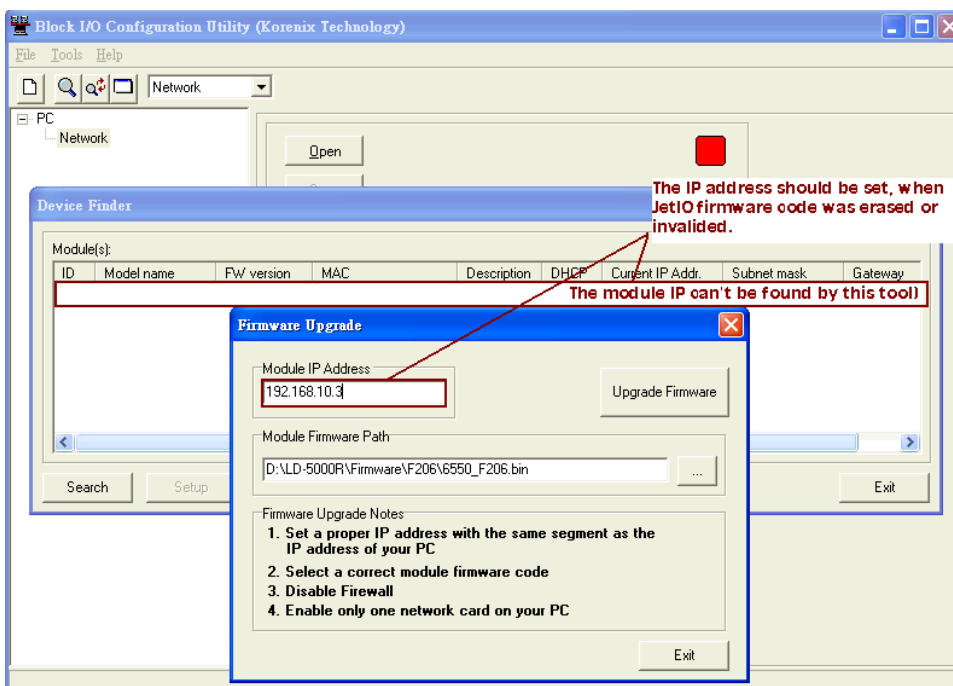 Block I/O Configuration Utility (Korenix Technology)
File Tools Help
Network
PC
Network
Open
The IP address should be set, when
JetIO firmware code was erased or
invalided.
Device Finder
Module(s):
ID Model name FW version MAC Description DHCP Current IP Addr. Subnet mask Gateway
The module IP can't be found by this tool)
Firmware Upgrade
Module IP Address
192.168.10.3
Upgrade Firmware
Module Firmware Path
D:\LD-5000R\Firmware\F206\6550_F206.bin
...
Search Setup Exit
Firmware Upgrade Notes
1. Set a proper IP address with the same segment as the
IP address of your PC
2. Select a correct module firmware code
3. Disable Firewall
4. Enable only one network card on your PC
Exit